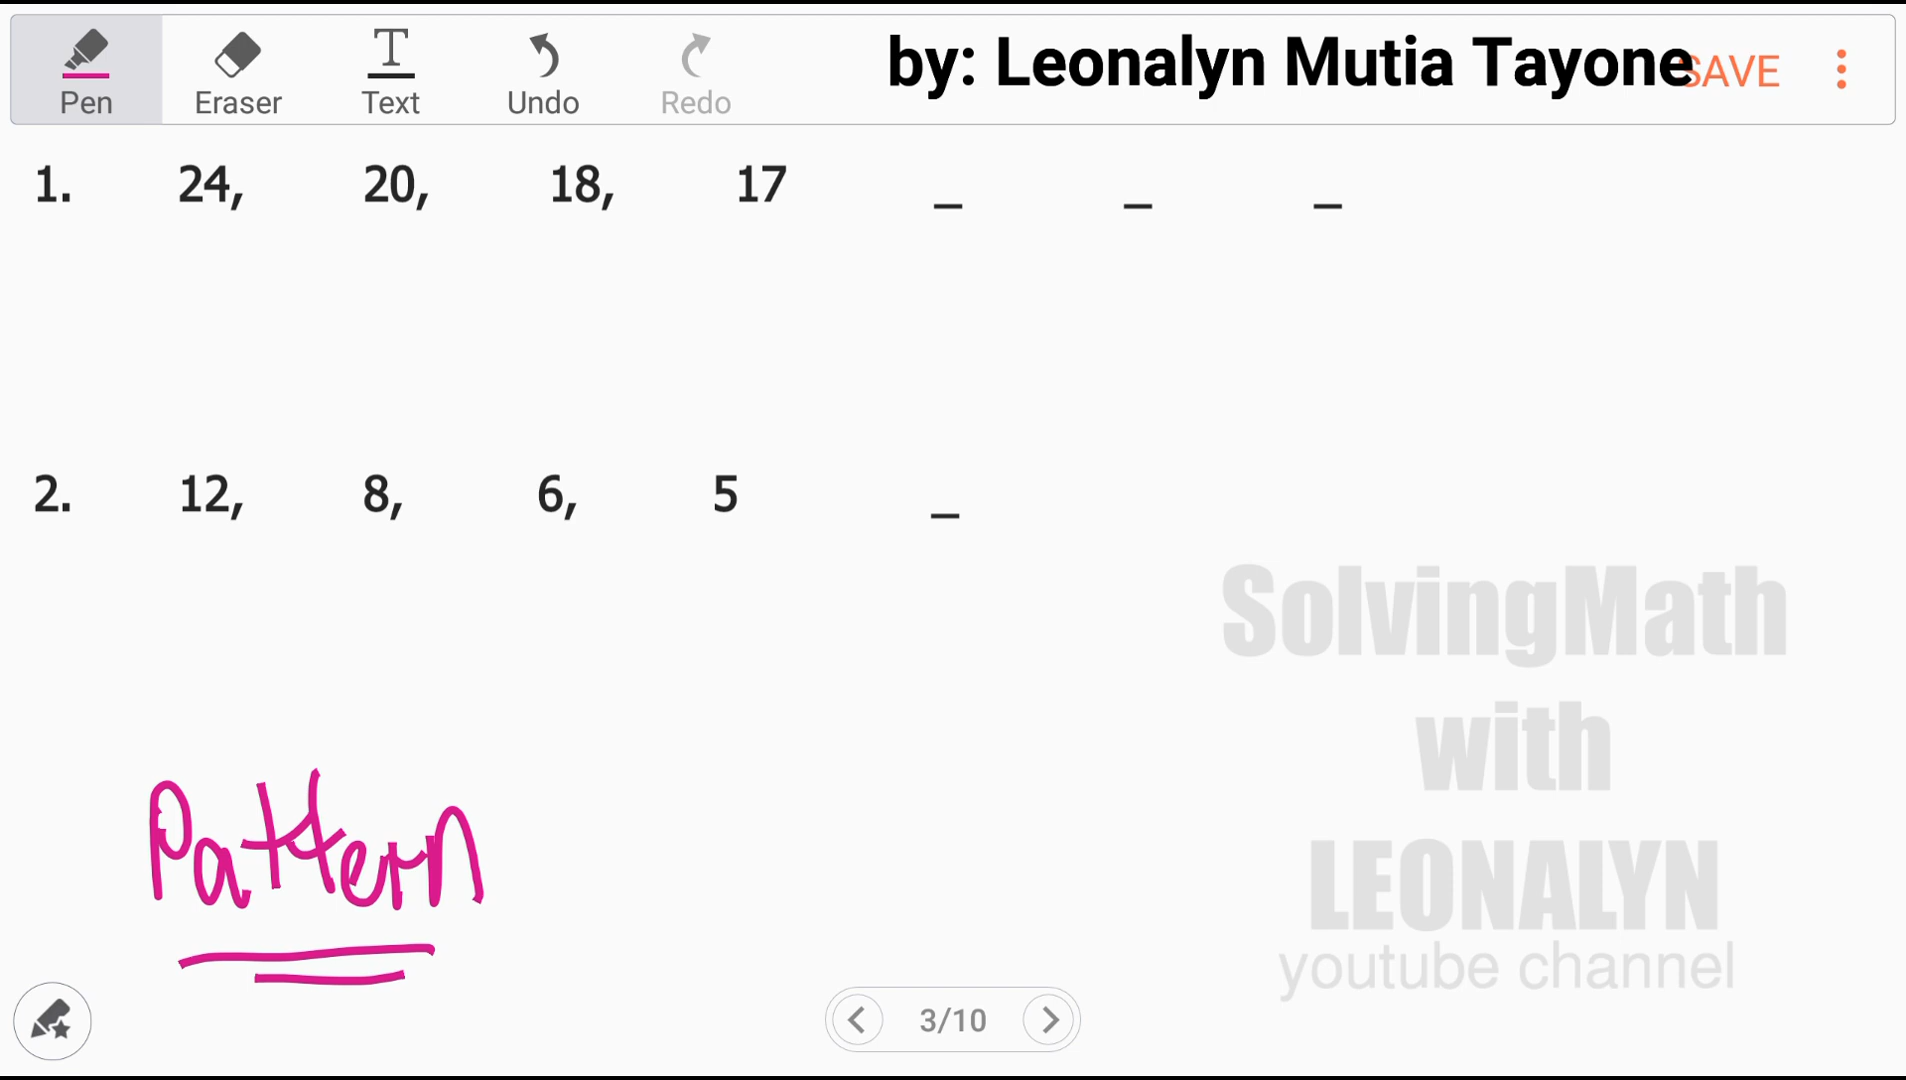 by: Leonalyn Mutia Tayone
Pen Eraser Text Undo Redo SAVE
1. 24, 20, 18, 17 _ _ _
2. 12, 8, 6, 5 _
SolvingMath
with
LEONALYN
youtube channel
Pattern
3/10